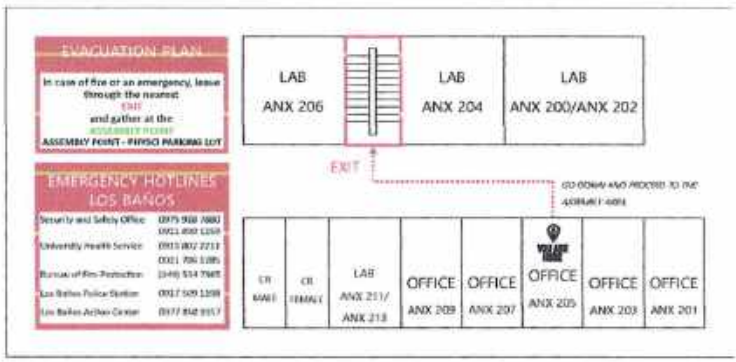 EVACUATION PLAN
In case of fire or an emergency, leave
through the nearest
EXIT
and gather at the
ASSEMBLY POINT
ASSEMBLY POINT - PHYSCI PARKING LOT
EMERGENCY HOTLINES
LOS BAÑOS
Security and Safety Office
University Health Service
Bureau of Fire Protection
Los Baños Police Station
Los Baños Action Center
LAB
ANX 206
LAB
ANX 204
LAB
ANX 200/ANX 202
EXIT
GO DOWN AND PROCEED TO THE
ASSEMBLY AREA
YOU ARE
HERE
CR
MALE
CR
FEMALE
LAB
ANX 211/
ANX 213
OFFICE
ANX 209
OFFICE
ANX 207
OFFICE
ANX 205
OFFICE
ANX 203
OFFICE
ANX 201